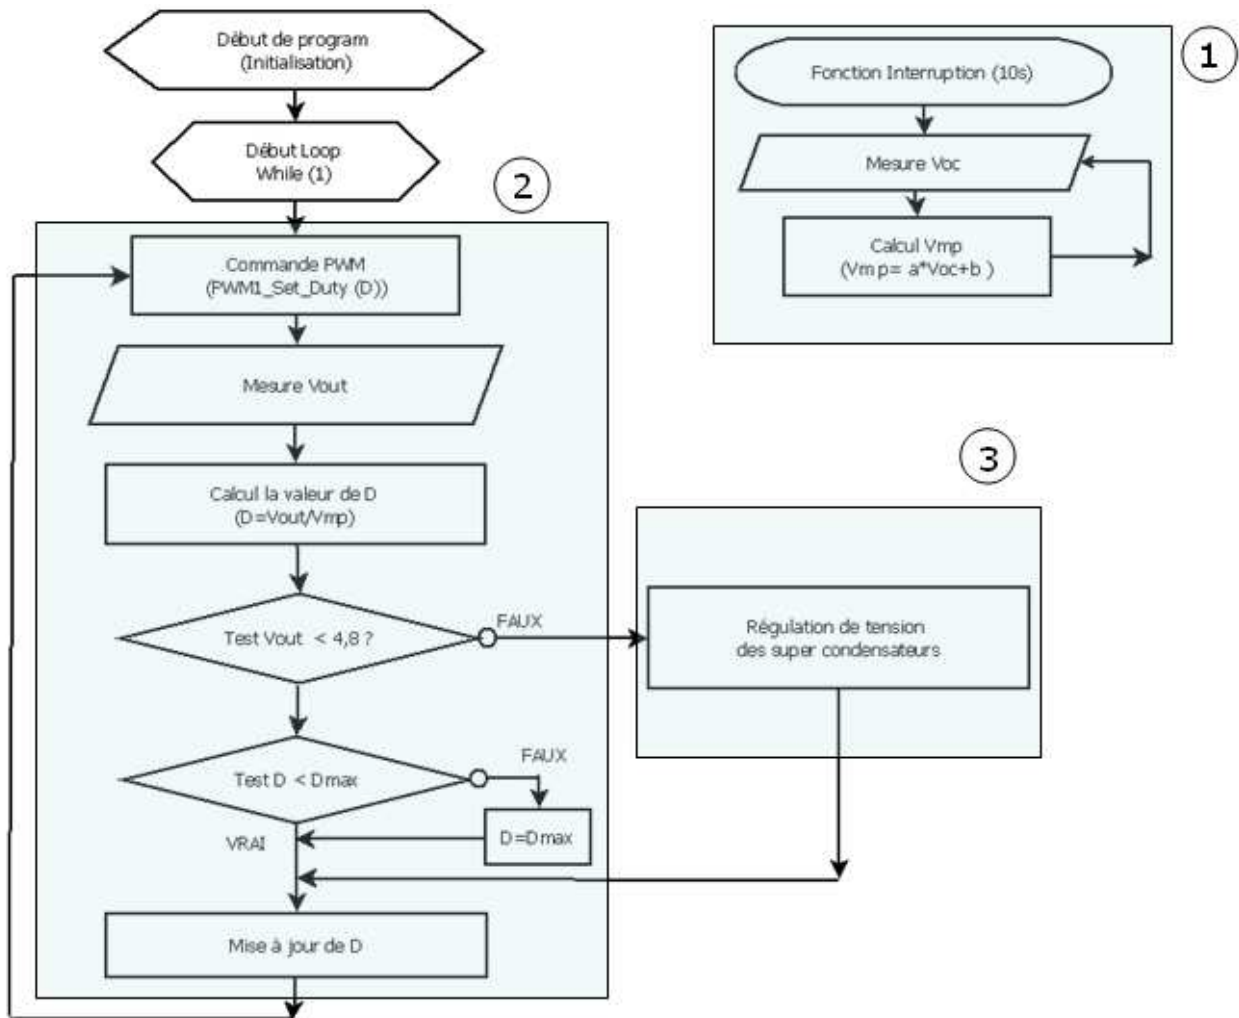 Début de program
(Initialisation)
Début Loop
While (1)
2
Commande PWM
(PWM1_Set_Duty (D))
Mesure Vout
Calcul la valeur de D
(D=Vout/Vmp)
Test Vout < 4,8 ?
FAUX
Test D < Dmax
FAUX
D=Dmax
VRAI
Mise à jour de D
1
Fonction Interruption (10s)
Mesure Voc
Calcul Vmp
(Vmp= a*Voc+b )
3
Régulation de tension
des super condensateurs